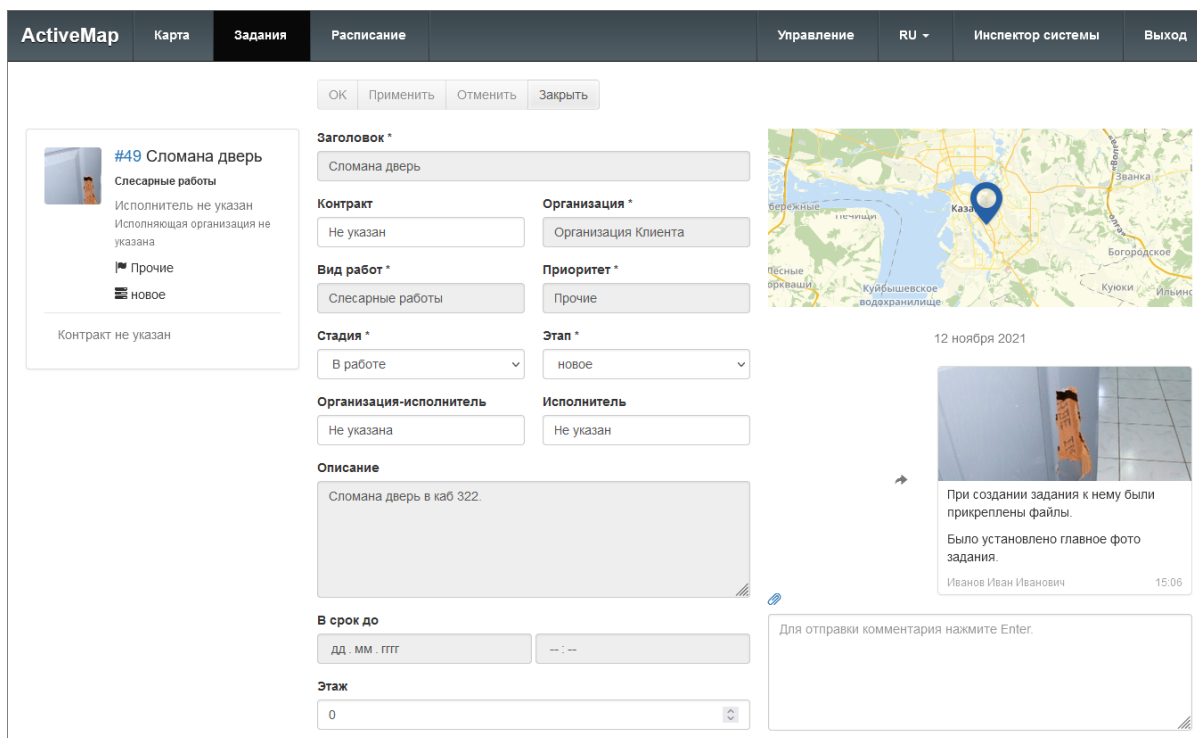 ActiveMap Карта Задания Расписание Управление RU Инспектор системы Выход
OK Применить Отменить Закрыть
#49 Сломана дверь
Слесарные работы
Исполнитель не указан
Исполняющая организация не
указана
Прочие
новое
Контракт не указан
Заголовок *
Сломана дверь
Контракт Организация *
Не указан Организация Клиента
Вид работ * Приоритет *
Слесарные работы Прочие
Стадия * Этап *
В работе новое
Организация-исполнитель Исполнитель
Не указана Не указан
Описание
Сломана дверь в каб 322.
В срок до
дд . мм . гггг -- : --
Этаж
0
Званка
Печищи
Богородское
Куйбышевское
водохранилище
Куюки
12 ноября 2021
При создании задания к нему были
прикреплены файлы.
Было установлено главное фото
задания.
Иванов Иван Иванович 15:06
Для отправки комментария нажмите Enter.